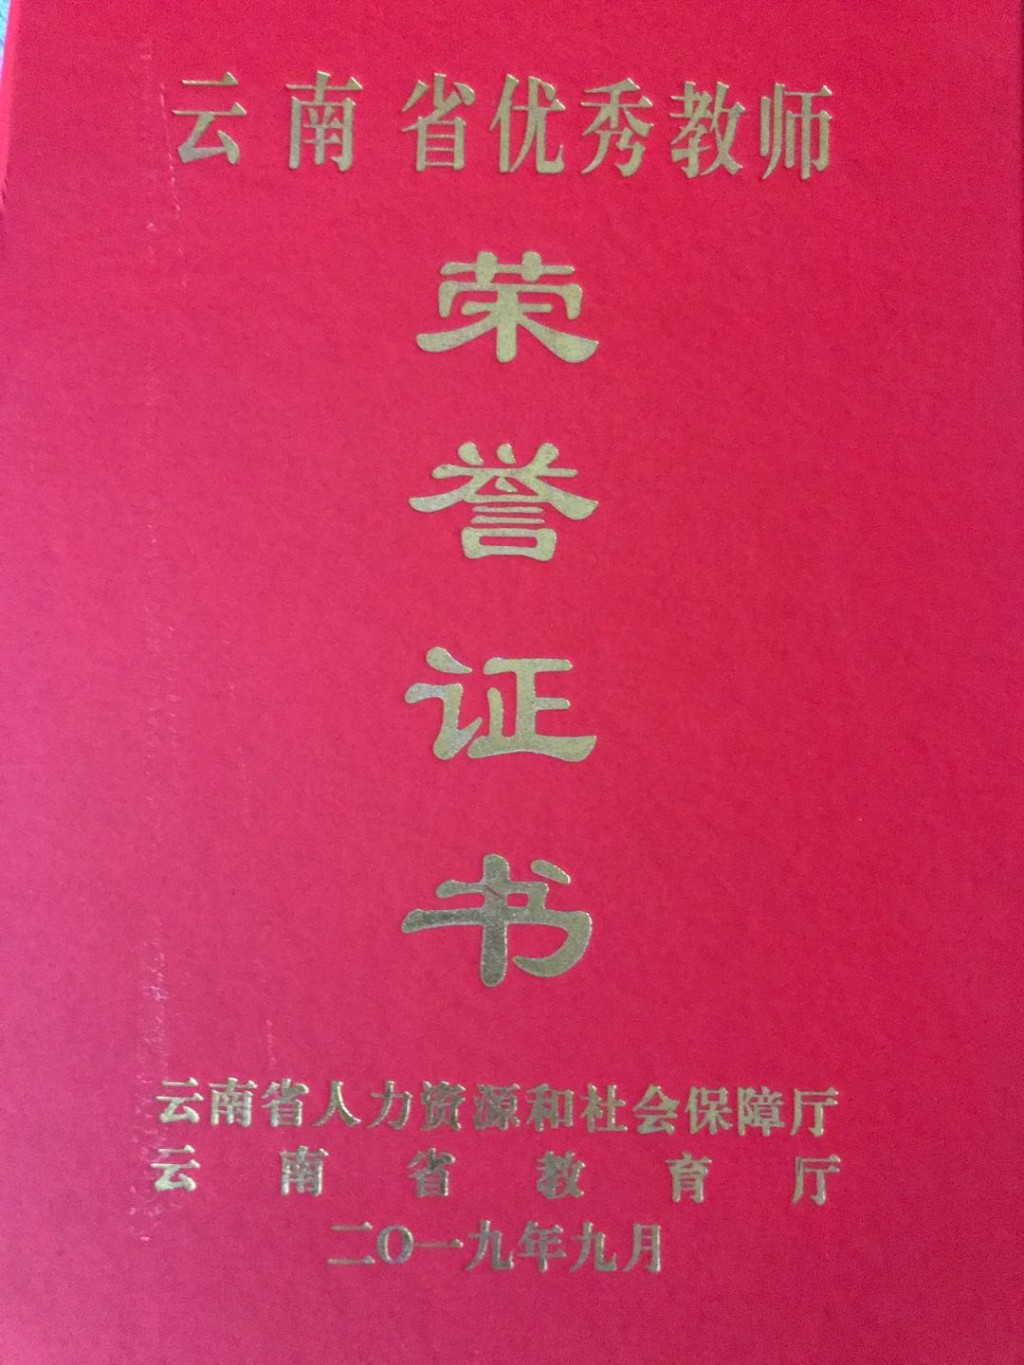 云南省优秀教师
荣
誉
证
书
云南省人力资源和社会保障厅
云南省教育厅
二〇一九年九月